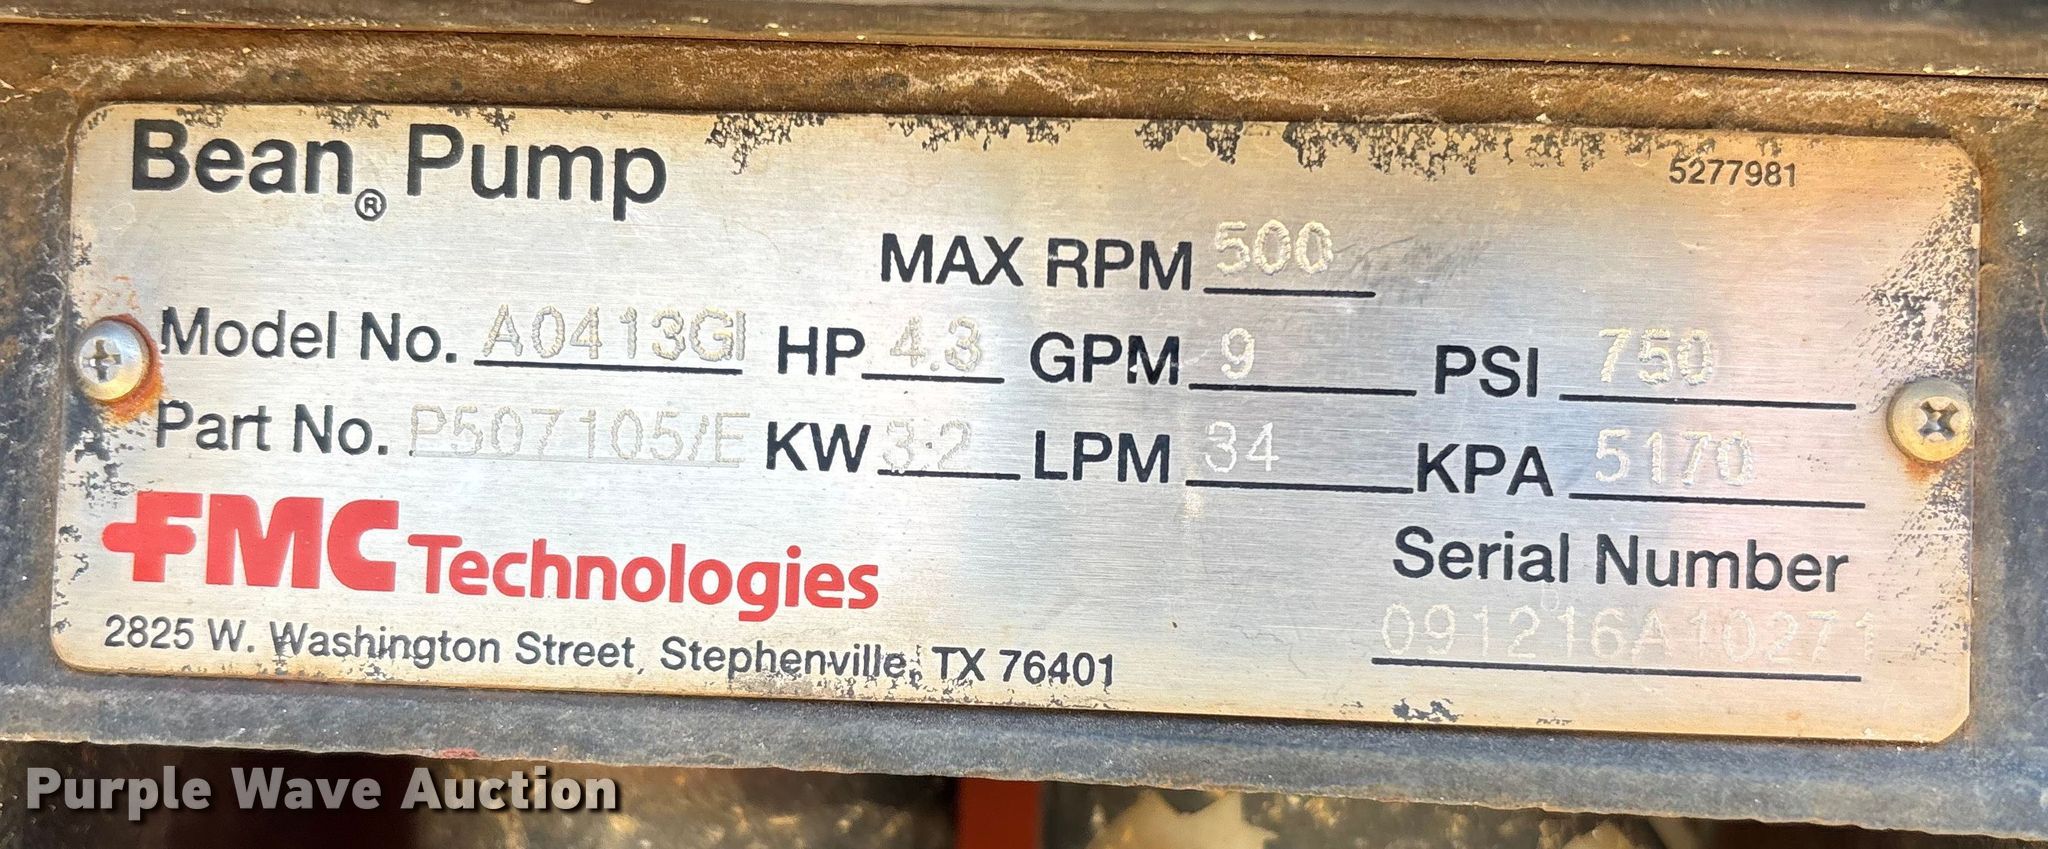 Bean® Pump
5277981
MAX RPM 500
Model No. A0413GI HP 4.3 GPM 9 PSI 750
Part No. P507105/E KW 3.2 LPM 34 KPA 5170
FMC Technologies
Serial Number
091216A10271
2825 W. Washington Street, Stephenville, TX 76401
Purple Wave Auction